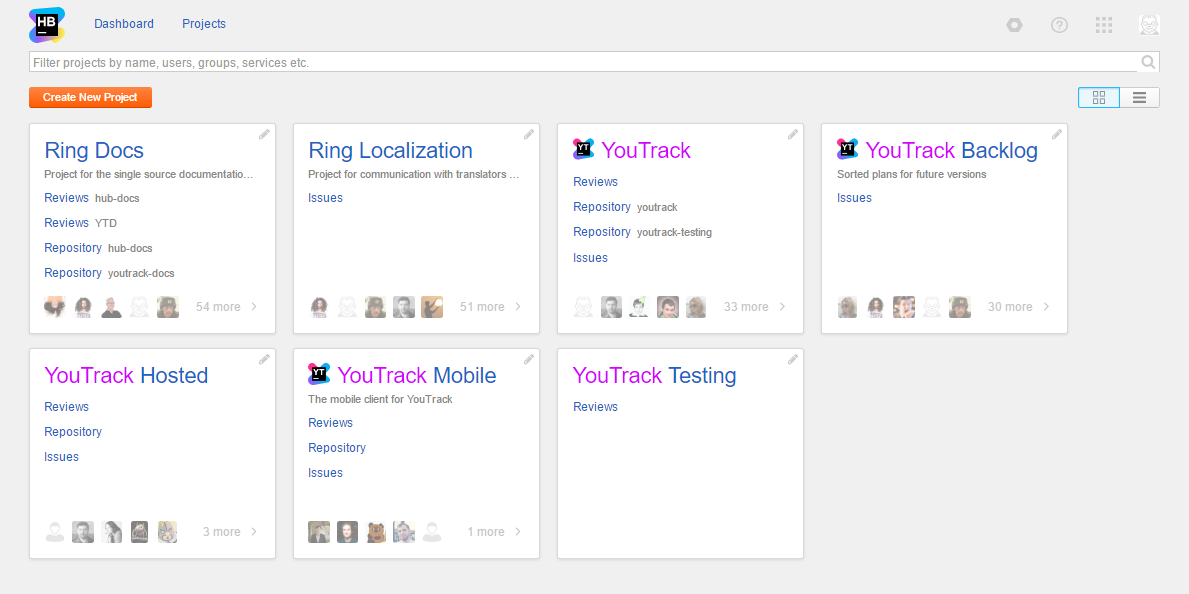 HB
Dashboard
Projects
Filter projects by name, users, groups, services etc.
Create New Project
Ring Docs
Project for the single source documentatio...
Reviews hub-docs
Reviews YTD
Repository hub-docs
Repository youtrack-docs
54 more
Ring Localization
Project for communication with translators ...
Issues
51 more
YT YouTrack
Reviews
Repository youtrack
Repository youtrack-testing
Issues
33 more
YT YouTrack Backlog
Sorted plans for future versions
Issues
30 more
YouTrack Hosted
Reviews
Repository
Issues
3 more
YT YouTrack Mobile
The mobile client for YouTrack
Reviews
Repository
Issues
1 more
YouTrack Testing
Reviews